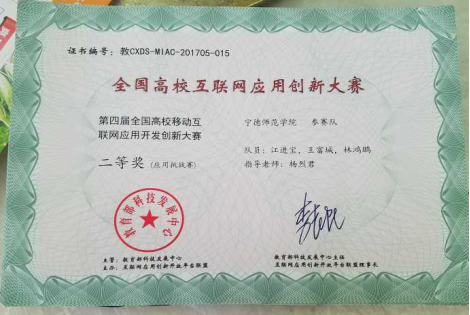 证书编号：教CXDS-MIAC-201705-015
全国高校互联网应用创新大赛
第四届全国高校移动互
联网应用开发创新大赛
二等奖（应用挑战赛）
宁德师范学院 参赛队
队员：江进宝，王富城，林鸿鹏
指导老师：杨烈君
教育部科技发展中心
主管：教育部科技发展中心
主办：互联网应用创新开放平台联盟
教育部科技发展中心主任
互联网应用创新开放平台联盟理事长